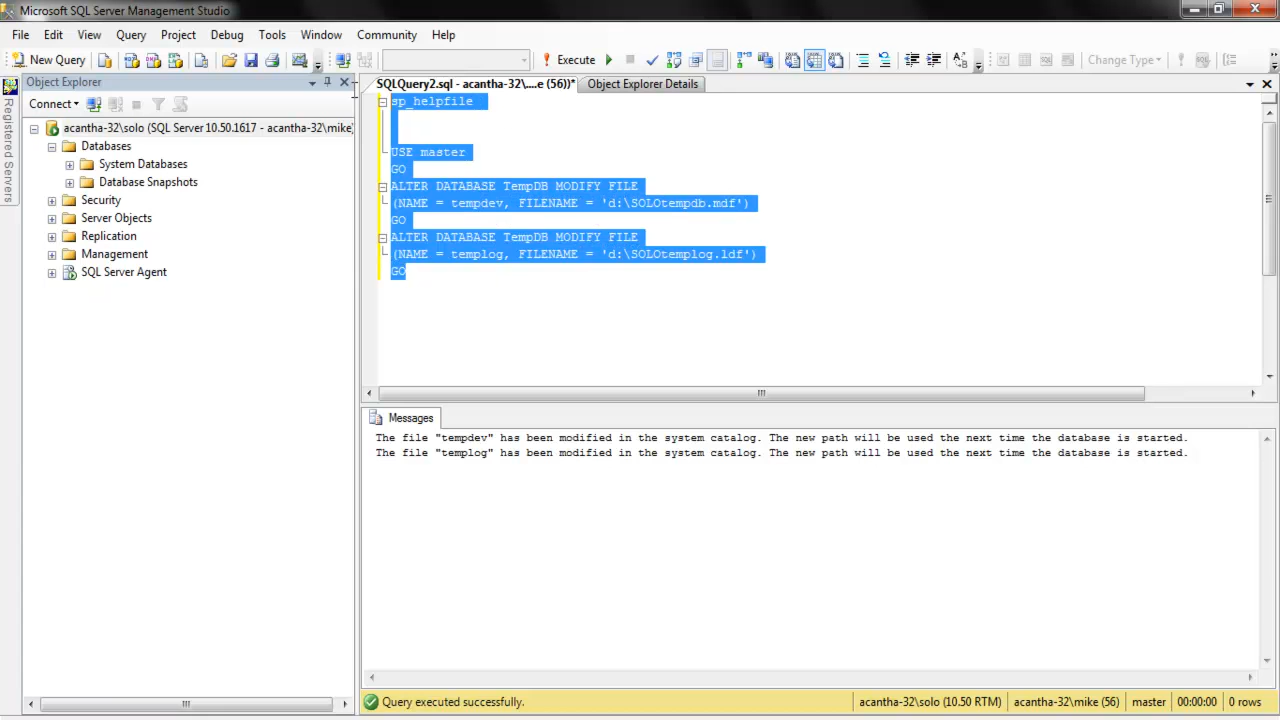 Microsoft SQL Server Management Studio
File Edit View Query Project Debug Tools Window Community Help
New Query Execute Change Type
Object Explorer
SQLQuery2.sql - acantha-32\....e (56))* Object Explorer Details
Registered Servers
Connect
acantha-32\solo (SQL Server 10.50.1617 - acantha-32\mike)
Databases
System Databases
Database Snapshots
Security
Server Objects
Replication
Management
SQL Server Agent
sp_helpfile
USE master
GO
ALTER DATABASE TempDB MODIFY FILE
(NAME = tempdev, FILENAME = 'd:\SOLOtempdb.mdf')
GO
ALTER DATABASE TempDB MODIFY FILE
(NAME = templog, FILENAME = 'd:\SOLOtemplog.ldf')
GO
Messages
The file "tempdev" has been modified in the system catalog. The new path will be used the next time the database is started.
The file "templog" has been modified in the system catalog. The new path will be used the next time the database is started.
Query executed successfully. acantha-32\solo (10.50 RTM) acantha-32\mike (56) master 00:00:00 0 rows